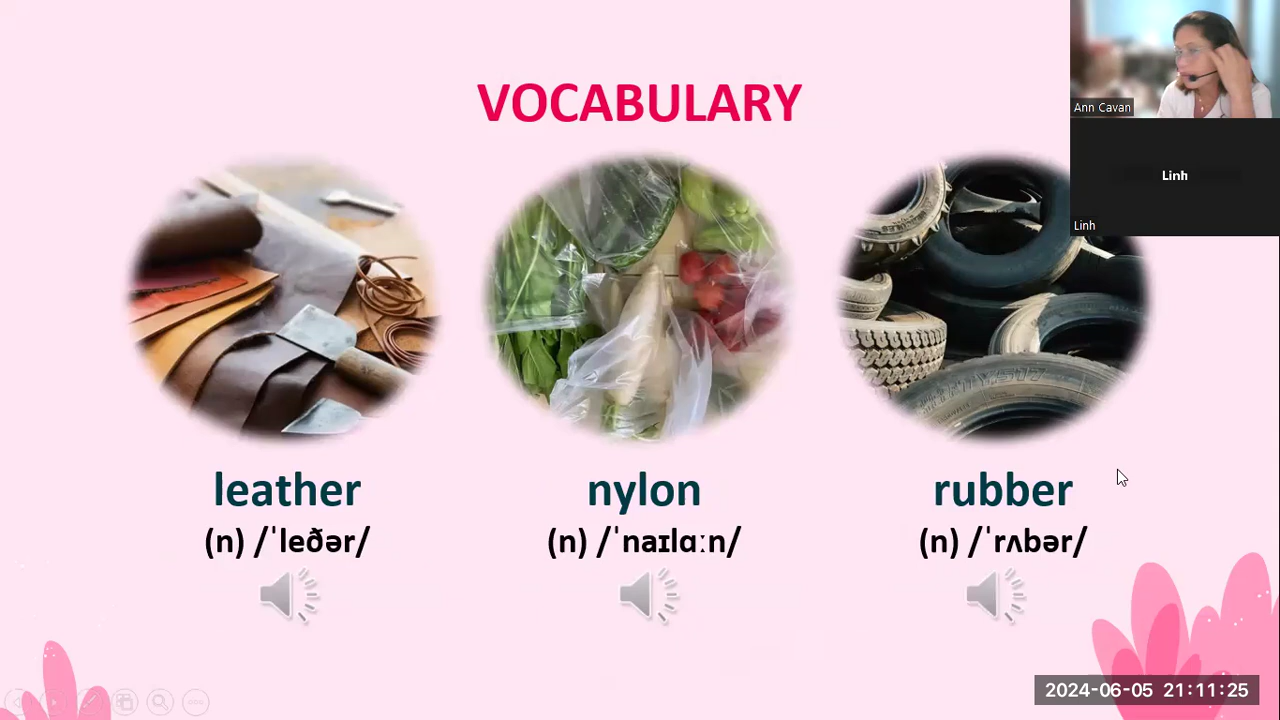 VOCABULARY
Ann Cavan
Linh
Linh
leather
nylon
rubber
(n) /ˈleðər/
(n) /ˈnaɪlɑːn/
(n) /ˈrʌbər/
2024-06-05 21:11:25